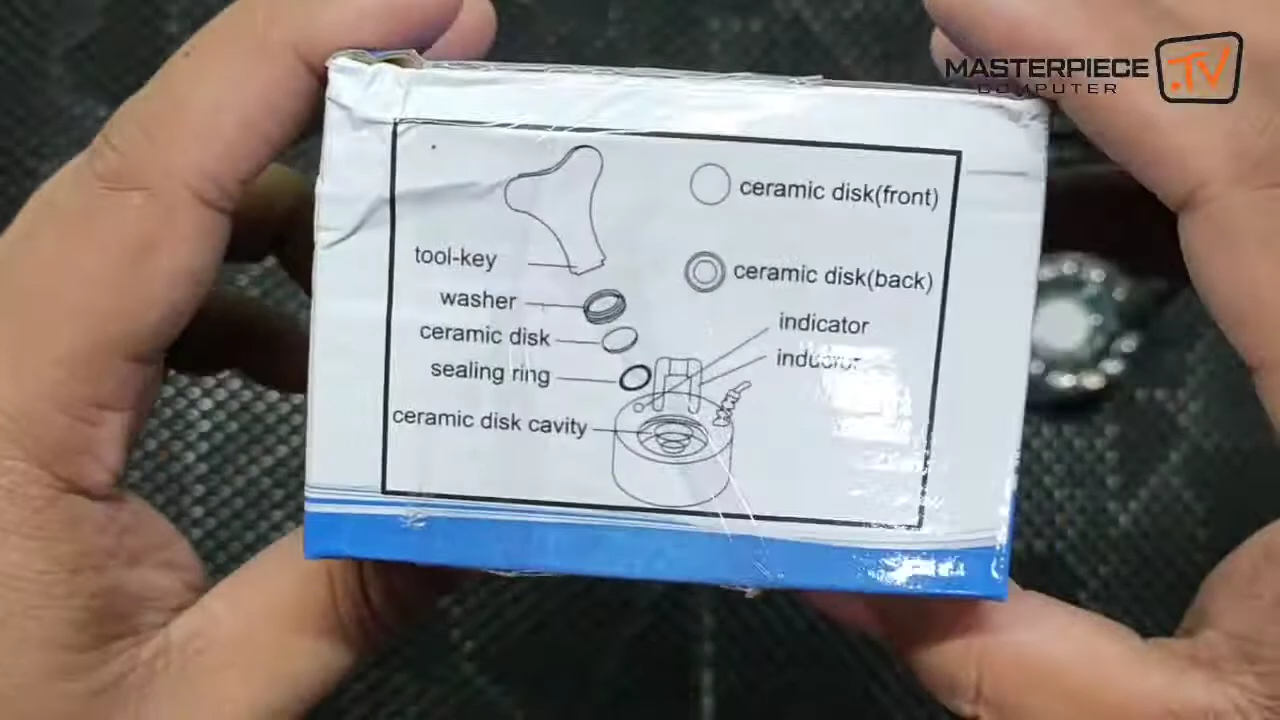 MASTERPIECE .TV
COMPUTER
ceramic disk(front)
tool-key
ceramic disk(back)
washer
indicator
ceramic disk
sealing ring
ceramic disk cavity